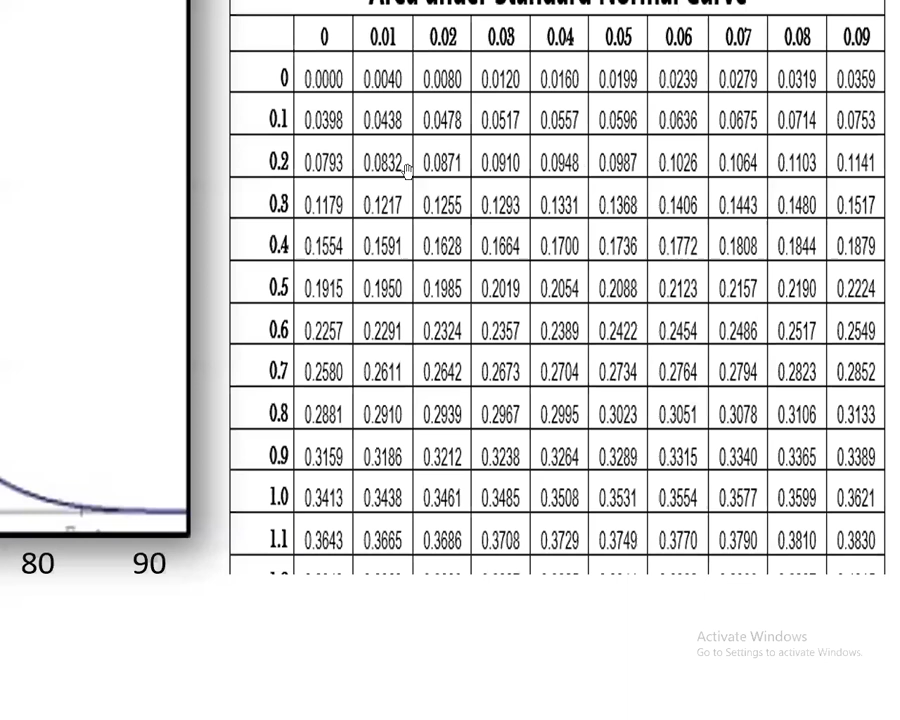 Area under Standard Normal Curve
0 0.01 0.02 0.03 0.04 0.05 0.06 0.07 0.08 0.09
0 0.0000 0.0040 0.0080 0.0120 0.0160 0.0199 0.0239 0.0279 0.0319 0.0359
0.1 0.0398 0.0438 0.0478 0.0517 0.0557 0.0596 0.0636 0.0675 0.0714 0.0753
0.2 0.0793 0.0832 0.0871 0.0910 0.0948 0.0987 0.1026 0.1064 0.1103 0.1141
0.3 0.1179 0.1217 0.1255 0.1293 0.1331 0.1368 0.1406 0.1443 0.1480 0.1517
0.4 0.1554 0.1591 0.1628 0.1664 0.1700 0.1736 0.1772 0.1808 0.1844 0.1879
0.5 0.1915 0.1950 0.1985 0.2019 0.2054 0.2088 0.2123 0.2157 0.2190 0.2224
0.6 0.2257 0.2291 0.2324 0.2357 0.2389 0.2422 0.2454 0.2486 0.2517 0.2549
0.7 0.2580 0.2611 0.2642 0.2673 0.2704 0.2734 0.2764 0.2794 0.2823 0.2852
0.8 0.2881 0.2910 0.2939 0.2967 0.2995 0.3023 0.3051 0.3078 0.3106 0.3133
0.9 0.3159 0.3186 0.3212 0.3238 0.3264 0.3289 0.3315 0.3340 0.3365 0.3389
1.0 0.3413 0.3438 0.3461 0.3485 0.3508 0.3531 0.3554 0.3577 0.3599 0.3621
1.1 0.3643 0.3665 0.3686 0.3708 0.3729 0.3749 0.3770 0.3790 0.3810 0.3830
80 90
Activate Windows
Go to Settings to activate Windows.